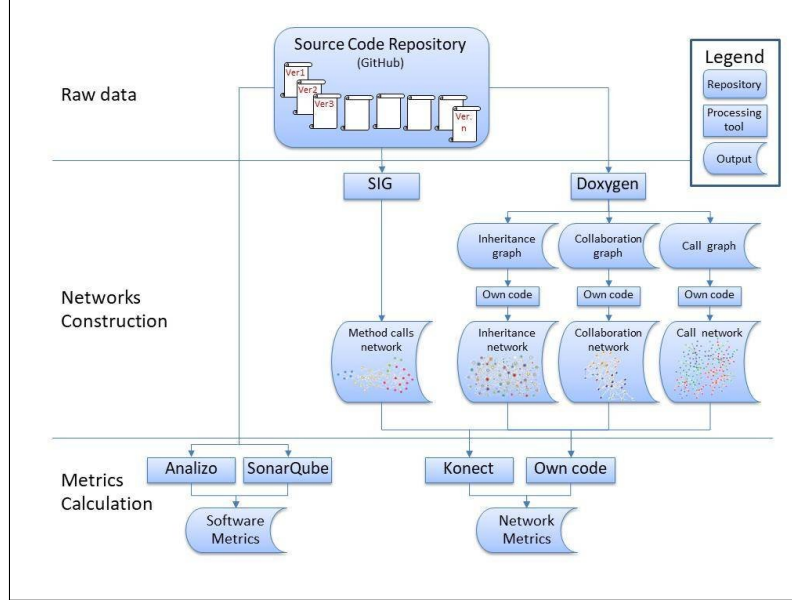 Source Code Repository
(GitHub)
Ver1
Ver2
Ver3
Ver.
n
Legend
Repository
Processing
tool
Output
Raw data
SIG
Doxygen
Inheritance
graph
Collaboration
graph
Call graph
Own code
Own code
Own code
Networks
Construction
Method calls
network
Inheritance
network
Collaboration
network
Call network
Metrics
Calculation
Analizo
SonarQube
Konect
Own code
Software
Metrics
Network
Metrics